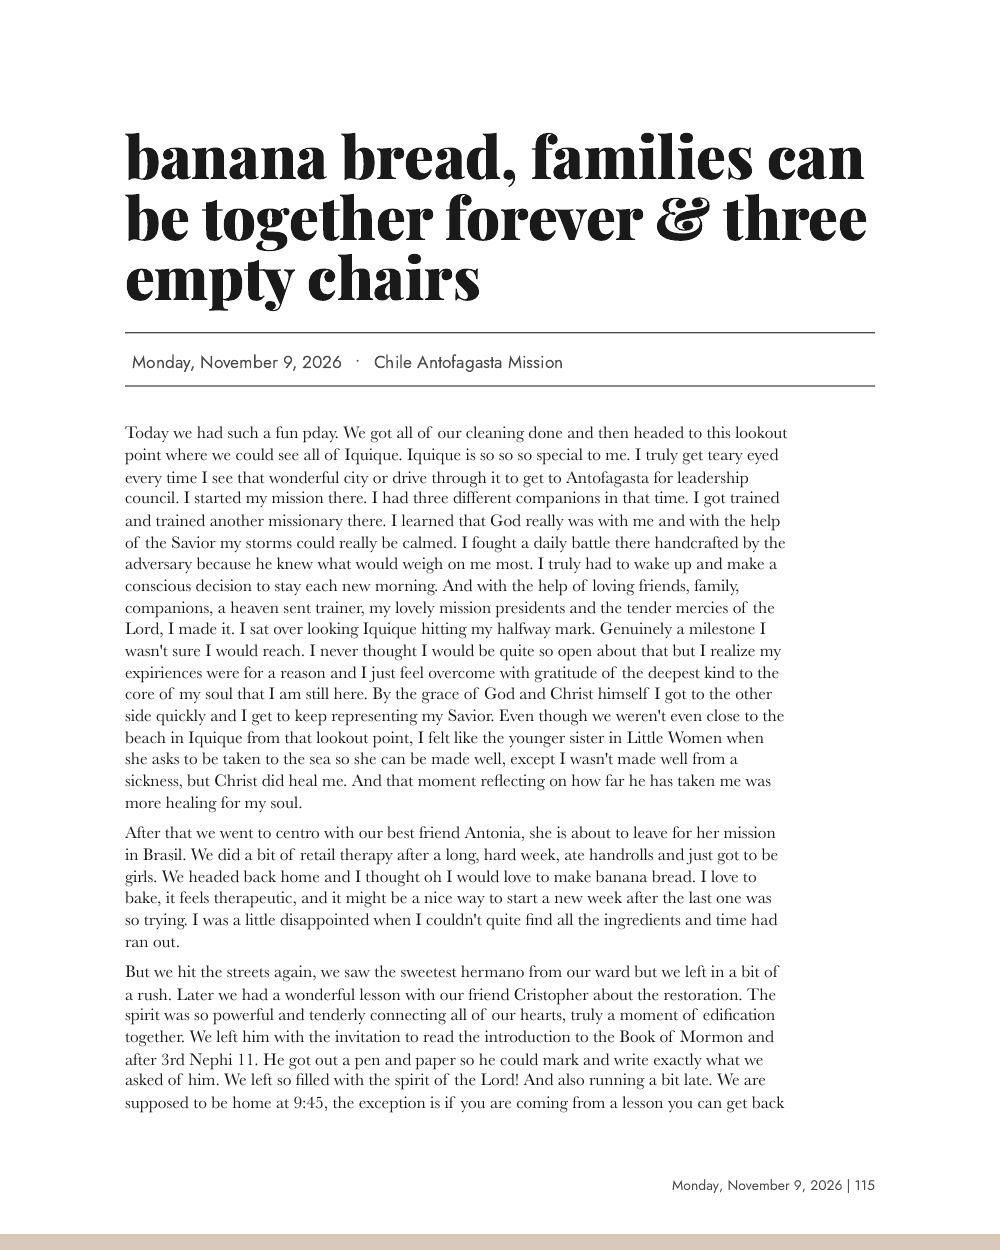 banana bread, families can
be together forever & three
empty chairs
Monday, November 9, 2026 · Chile Antofagasta Mission
Today we had such a fun pday. We got all of our cleaning done and then headed to this lookout
point where we could see all of Iquique. Iquique is so so so special to me. I truly get teary eyed
every time I see that wonderful city or drive through it to get to Antofagasta for leadership
council. I started my mission there. I had three different companions in that time. I got trained
and trained another missionary there. I learned that God really was with me and with the help
of the Savior my storms could really be calmed. I fought a daily battle there handcrafted by the
adversary because he knew what would weigh on me most. I truly had to wake up and make a
conscious decision to stay each new morning. And with the help of loving friends, family,
companions, a heaven sent trainer, my lovely mission presidents and the tender mercies of the
Lord, I made it. I sat over looking Iquique hitting my halfway mark. Genuinely a milestone I
wasn't sure I would reach. I never thought I would be quite so open about that but I realize my
expiriences were for a reason and I just feel overcome with gratitude of the deepest kind to the
core of my soul that I am still here. By the grace of God and Christ himself I got to the other
side quickly and I get to keep representing my Savior. Even though we weren't even close to the
beach in Iquique from that lookout point, I felt like the younger sister in Little Women when
she asks to be taken to the sea so she can be made well, except I wasn't made well from a
sickness, but Christ did heal me. And that moment reflecting on how far he has taken me was
more healing for my soul.
After that we went to centro with our best friend Antonia, she is about to leave for her mission
in Brasil. We did a bit of retail therapy after a long, hard week, ate handrolls and just got to be
girls. We headed back home and I thought oh I would love to make banana bread. I love to
bake, it feels therapeutic, and it might be a nice way to start a new week after the last one was
so trying. I was a little disappointed when I couldn't quite find all the ingredients and time had
ran out.
But we hit the streets again, we saw the sweetest hermano from our ward but we left in a bit of
a rush. Later we had a wonderful lesson with our friend Cristopher about the restoration. The
spirit was so powerful and tenderly connecting all of our hearts, truly a moment of edification
together. We left him with the invitation to read the introduction to the Book of Mormon and
after 3rd Nephi 11. He got out a pen and paper so he could mark and write exactly what we
asked of him. We left so filled with the spirit of the Lord! And also running a bit late. We are
supposed to be home at 9:45, the exception is if you are coming from a lesson you can get back
Monday, November 9, 2026 | 115